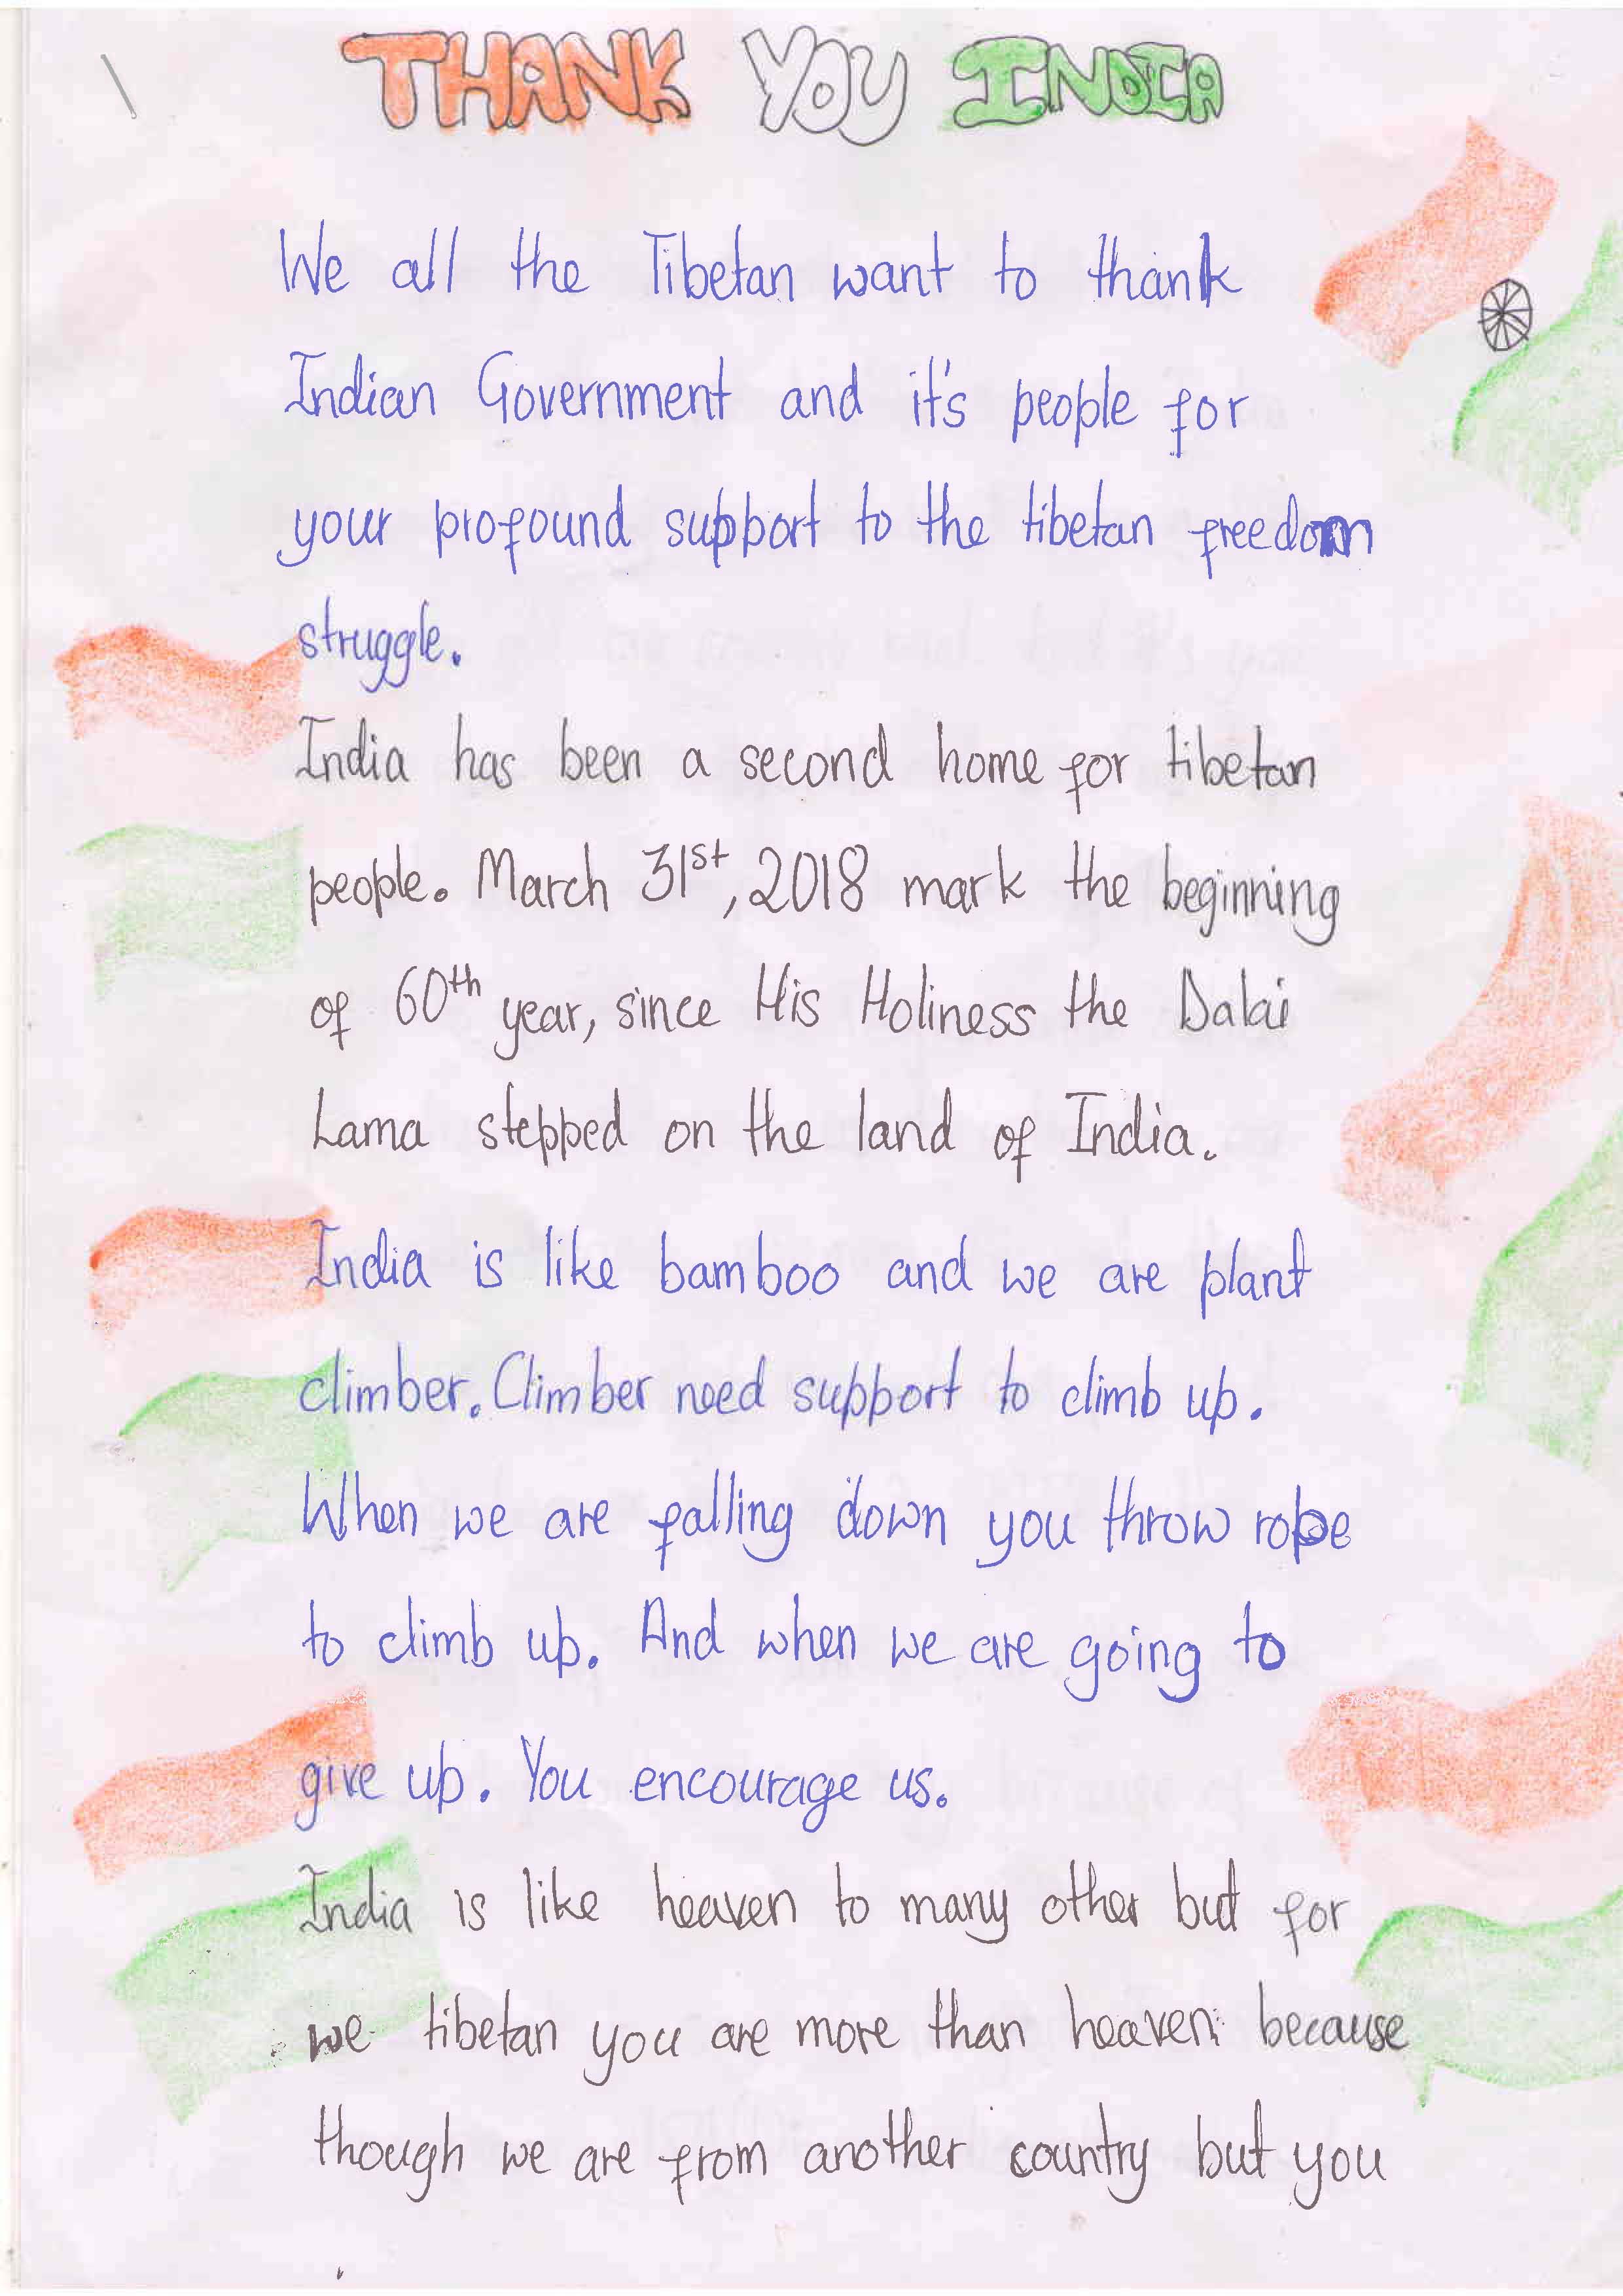 THANK YOU INDIA
We all the Tibetan want to thank
Indian Government and it's people for
your profound support to the tibetan freedom
struggle.
India has been a second home for tibetan
people. March 31st, 2018 mark the beginning
of 60th year, since His Holiness the Dalai
Lama stepped on the land of India.
India is like bamboo and we are plant
climber. Climber need support to climb up.
When we are falling down you throw rope
to climb up. And when we are going to
give up. You encourage us.
India is like heaven to many other but for
we tibetan you are more than heaven because
though we are from another country but you